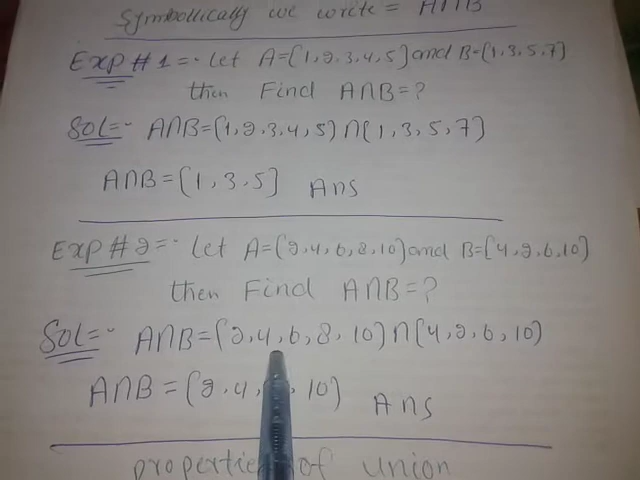 Symbollically we write = A∩B
EXP # 1 =· Let A={1,2,3,4,5} and B={1,3,5,7}
then Find A∩B=?
Sol=· A∩B={1,2,3,4,5}∩{1,3,5,7}
A∩B={1,3,5} Ans
EXP # 2=· Let A={2,4,6,8,10} and B={4,2,6,10}
then Find A∩B=?
Sol=· A∩B={2,4,6,8,10}∩{4,2,6,10}
A∩B={2,4, ,10} Ans
properties of union